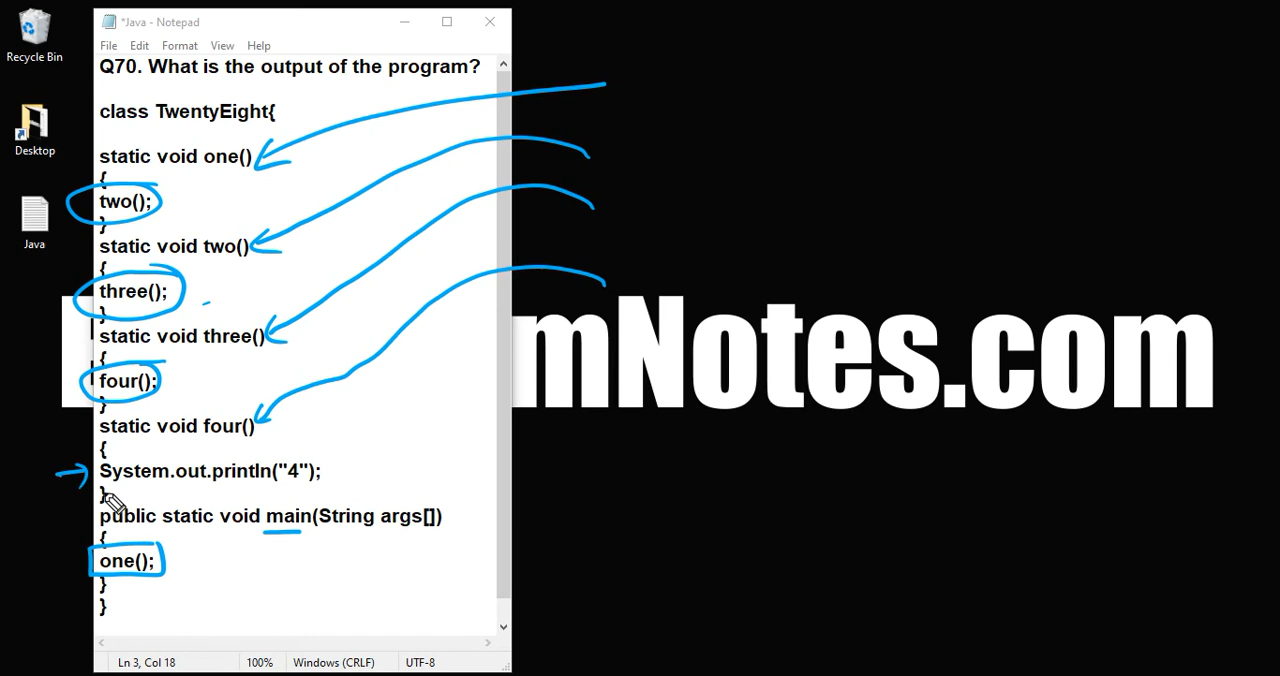 Recycle Bin
Desktop
Java
*Java - Notepad
File Edit Format View Help
Q70. What is the output of the program?
class TwentyEight{
static void one()
{
two();
}
static void two()
{
three();
}
static void three()
{
four();
}
static void four()
{
System.out.println("4");
}
public static void main(String args[])
{
one();
}
}
mNotes.com
Ln 3, Col 18 100% Windows (CRLF) UTF-8